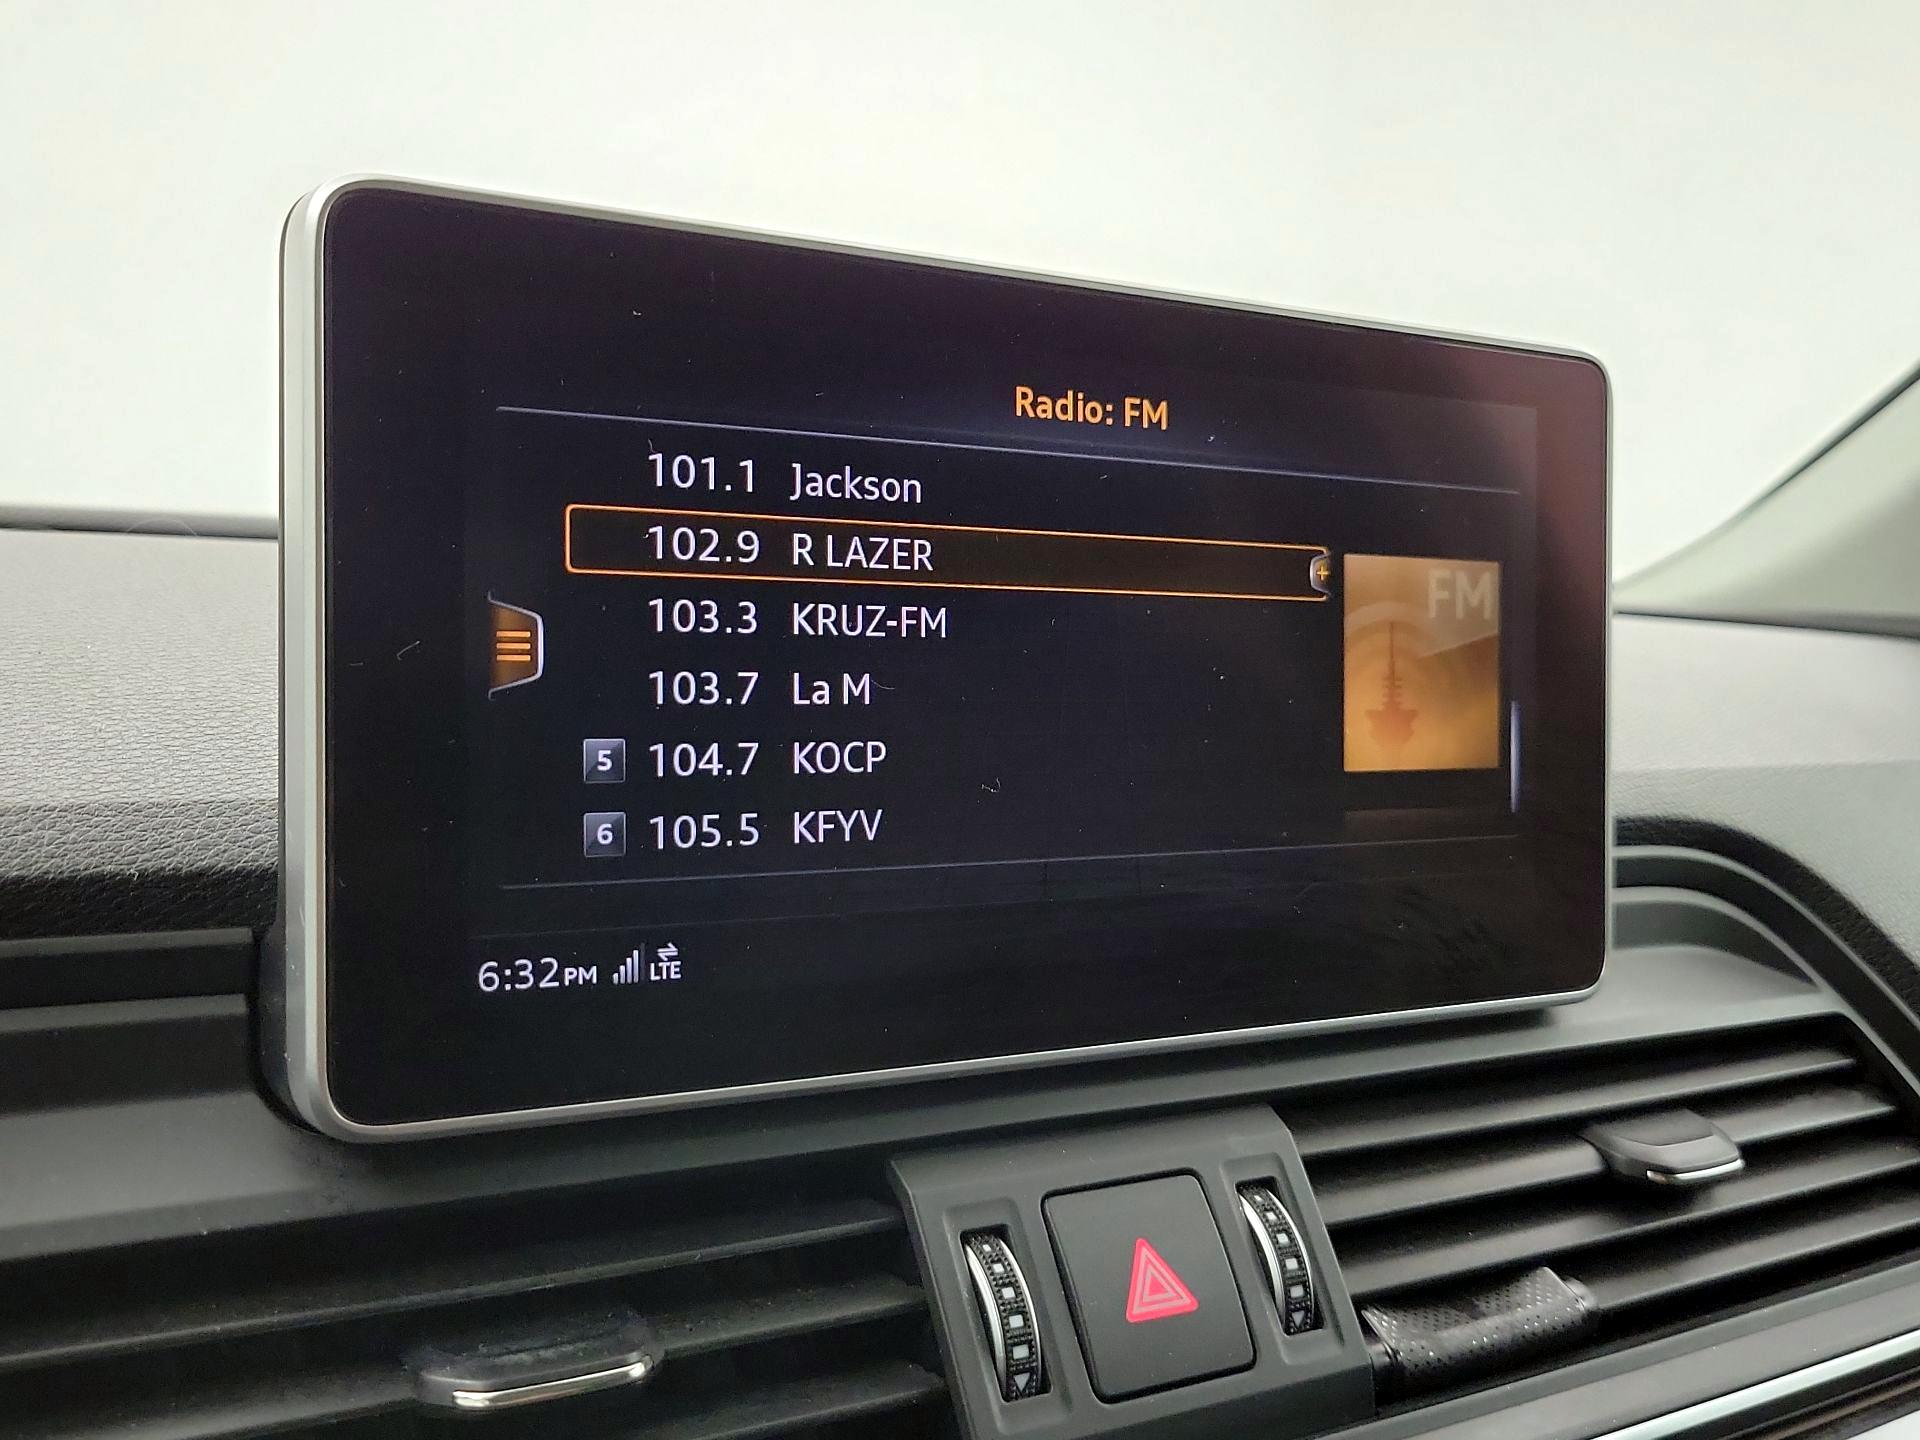 Radio: FM
101.1 Jackson
102.9 R LAZER
103.3 KRUZ-FM
103.7 La M
5 104.7 KOCP
6 105.5 KFYV
FM
6:32PM LTE